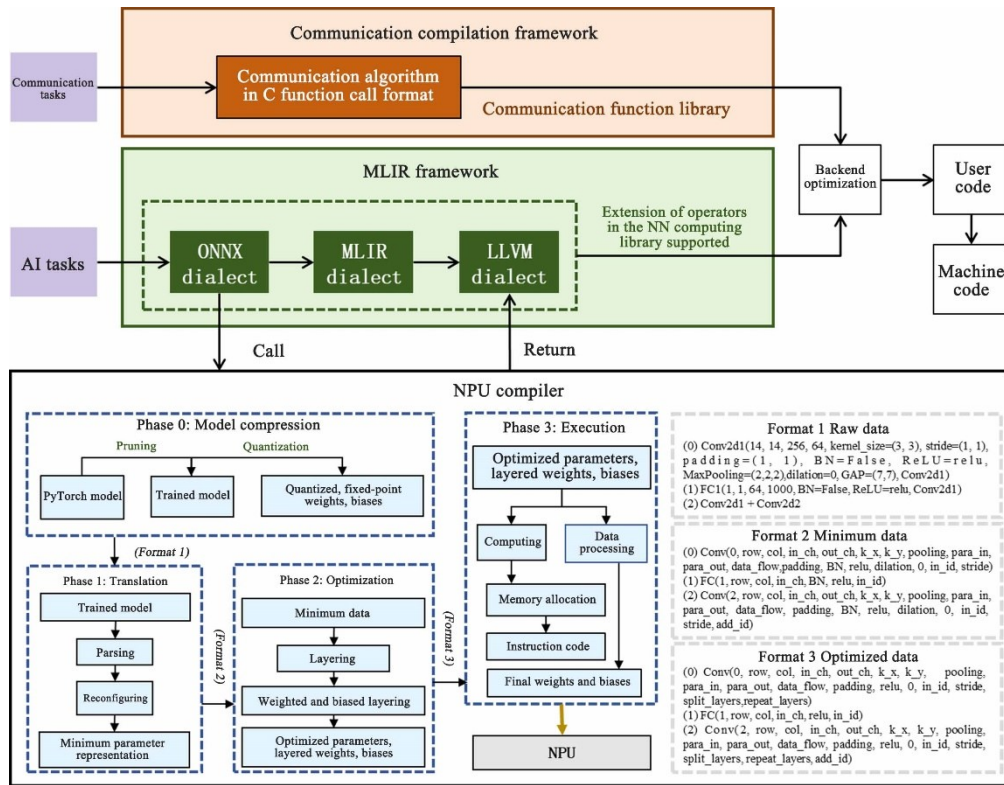 Communication compilation framework
Communication
tasks
Communication algorithm
in C function call format
Communication function library
MLIR framework
AI tasks
ONNX
dialect
MLIR
dialect
LLVM
dialect
Extension of operators
in the NN computing
library supported
Backend
optimization
User
code
Machine
code
Call
Return
NPU compiler
Phase 0: Model compression
Pruning
Quantization
PyTorch model
Trained model
Quantized, fixed-point
weights, biases
(Format 1)
Phase 1: Translation
Trained model
Parsing
Reconfiguring
Minimum parameter
representation
(Format 2)
Phase 2: Optimization
Minimum data
Layering
Weighted and biased layering
Optimized parameters,
layered weights, biases
(Format 3)
Phase 3: Execution
Optimized parameters,
layered weights, biases
Computing
Data
processing
Memory allocation
Instruction code
Final weights and biases
NPU
Format 1 Raw data
(0) Conv2d1(14, 14, 256, 64, kernel_size=(3, 3), stride=(1, 1),
padding=(1, 1), BN=False, ReLU=relu,
MaxPooling=(2,2,2),dilation=0, GAP=(7,7), Conv2d1)
(1) FC1(1, 1, 64, 1000, BN=False, ReLU=relu, Conv2d1)
(2) Conv2d1 + Conv2d2
Format 2 Minimum data
(0) Conv(0, row, col, in_ch, out_ch, k_x, k_y, pooling, para_in,
para_out, data_flow,padding, BN, relu, dilation, 0, in_id, stride)
(1) FC(1, row, col, in_ch, BN, relu, in_id)
(2) Conv(2, row, col, in_ch, out_ch, k_x, k_y, pooling, para_in,
para_out, data_flow, padding, BN, relu, dilation, 0, in_id,
stride, add_id)
Format 3 Optimized data
(0) Conv(0, row, col, in_ch, out_ch, k_x, k_y, pooling,
para_in, para_out, data_flow, padding, relu, 0, in_id, stride,
split_layers,repeat_layers)
(1) FC(1, row, col, in_ch, relu, in_id)
(2) Conv(2, row, col, in_ch, out_ch, k_x, k_y, pooling,
para_in, para_out, data_flow, padding, relu, 0, in_id, stride,
split_layers, repeat_layers, add_id)